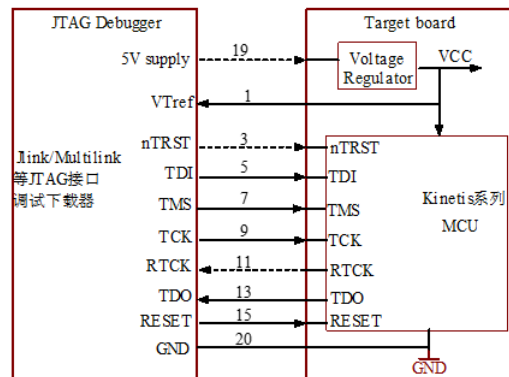 JTAG Debugger
Target board
5V supply
19
Voltage
Regulator
VCC
VTref
1
nTRST
3
nTRST
Jlink/Multilink
等JTAG接口
调试下载器
TDI
5
TDI
TMS
7
TMS
Kinetis系列
MCU
TCK
9
TCK
RTCK
11
RTCK
TDO
13
TDO
RESET
15
RESET
GND
20
GND